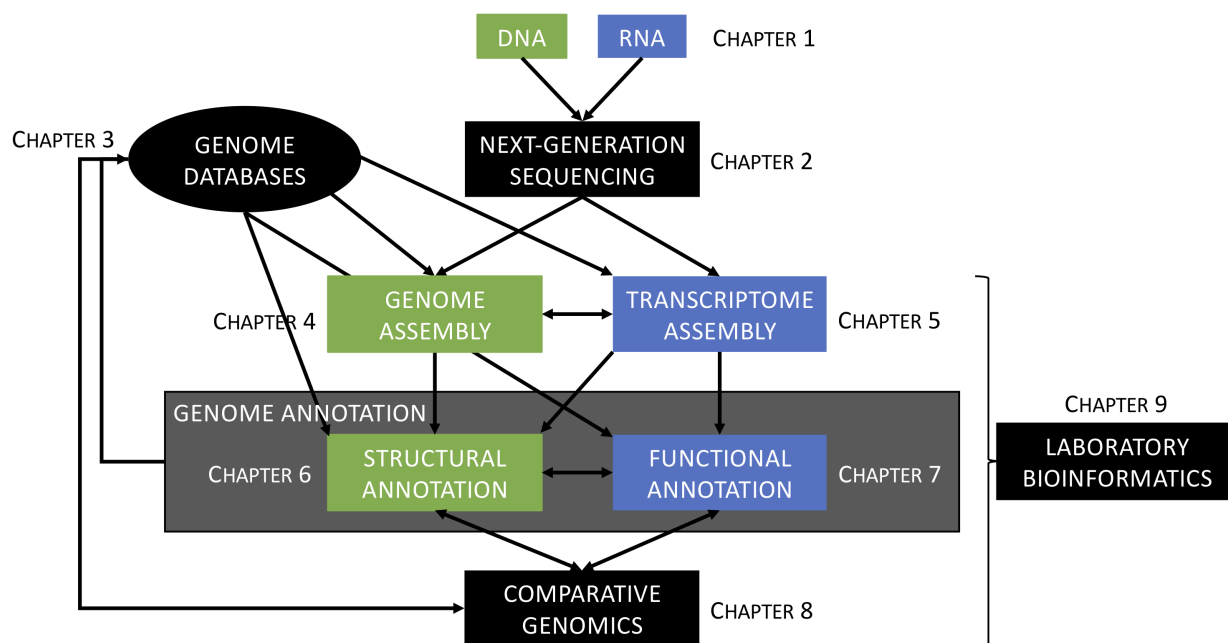 DNA
RNA
CHAPTER 1
CHAPTER 3
GENOME
DATABASES
NEXT-GENERATION
SEQUENCING
CHAPTER 2
CHAPTER 4
GENOME
ASSEMBLY
TRANSCRIPTOME
ASSEMBLY
CHAPTER 5
GENOME ANNOTATION
CHAPTER 6
STRUCTURAL
ANNOTATION
FUNCTIONAL
ANNOTATION
CHAPTER 7
CHAPTER 9
LABORATORY
BIOINFORMATICS
COMPARATIVE
GENOMICS
CHAPTER 8